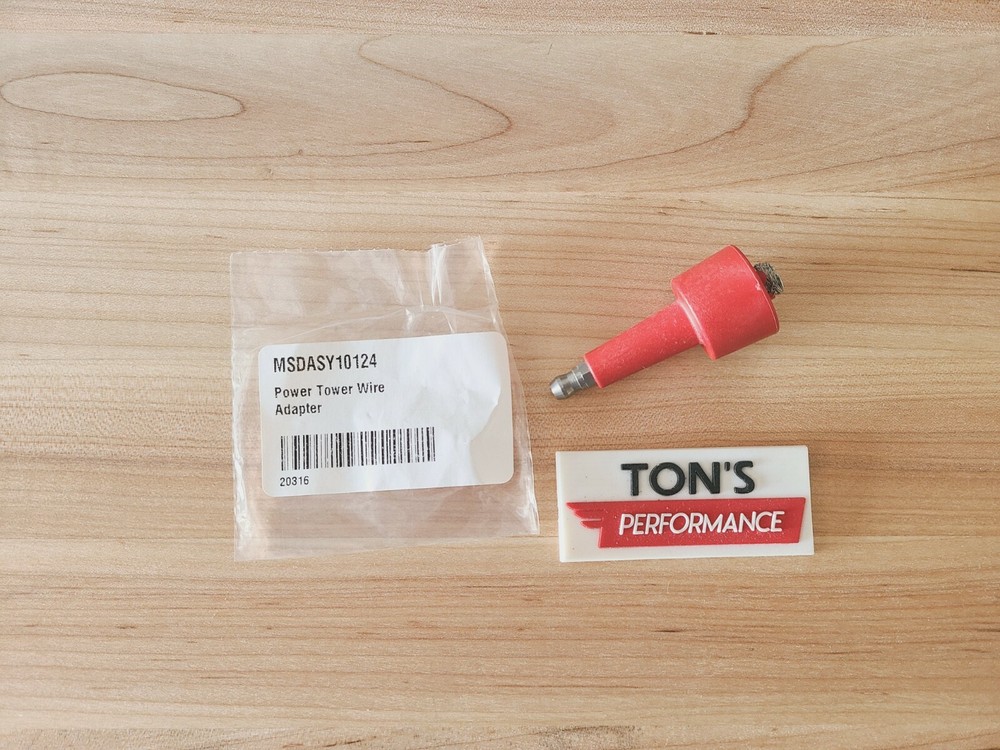 MSDASY10124
Power Tower Wire
Adapter
20316
TON'S
PERFORMANCE